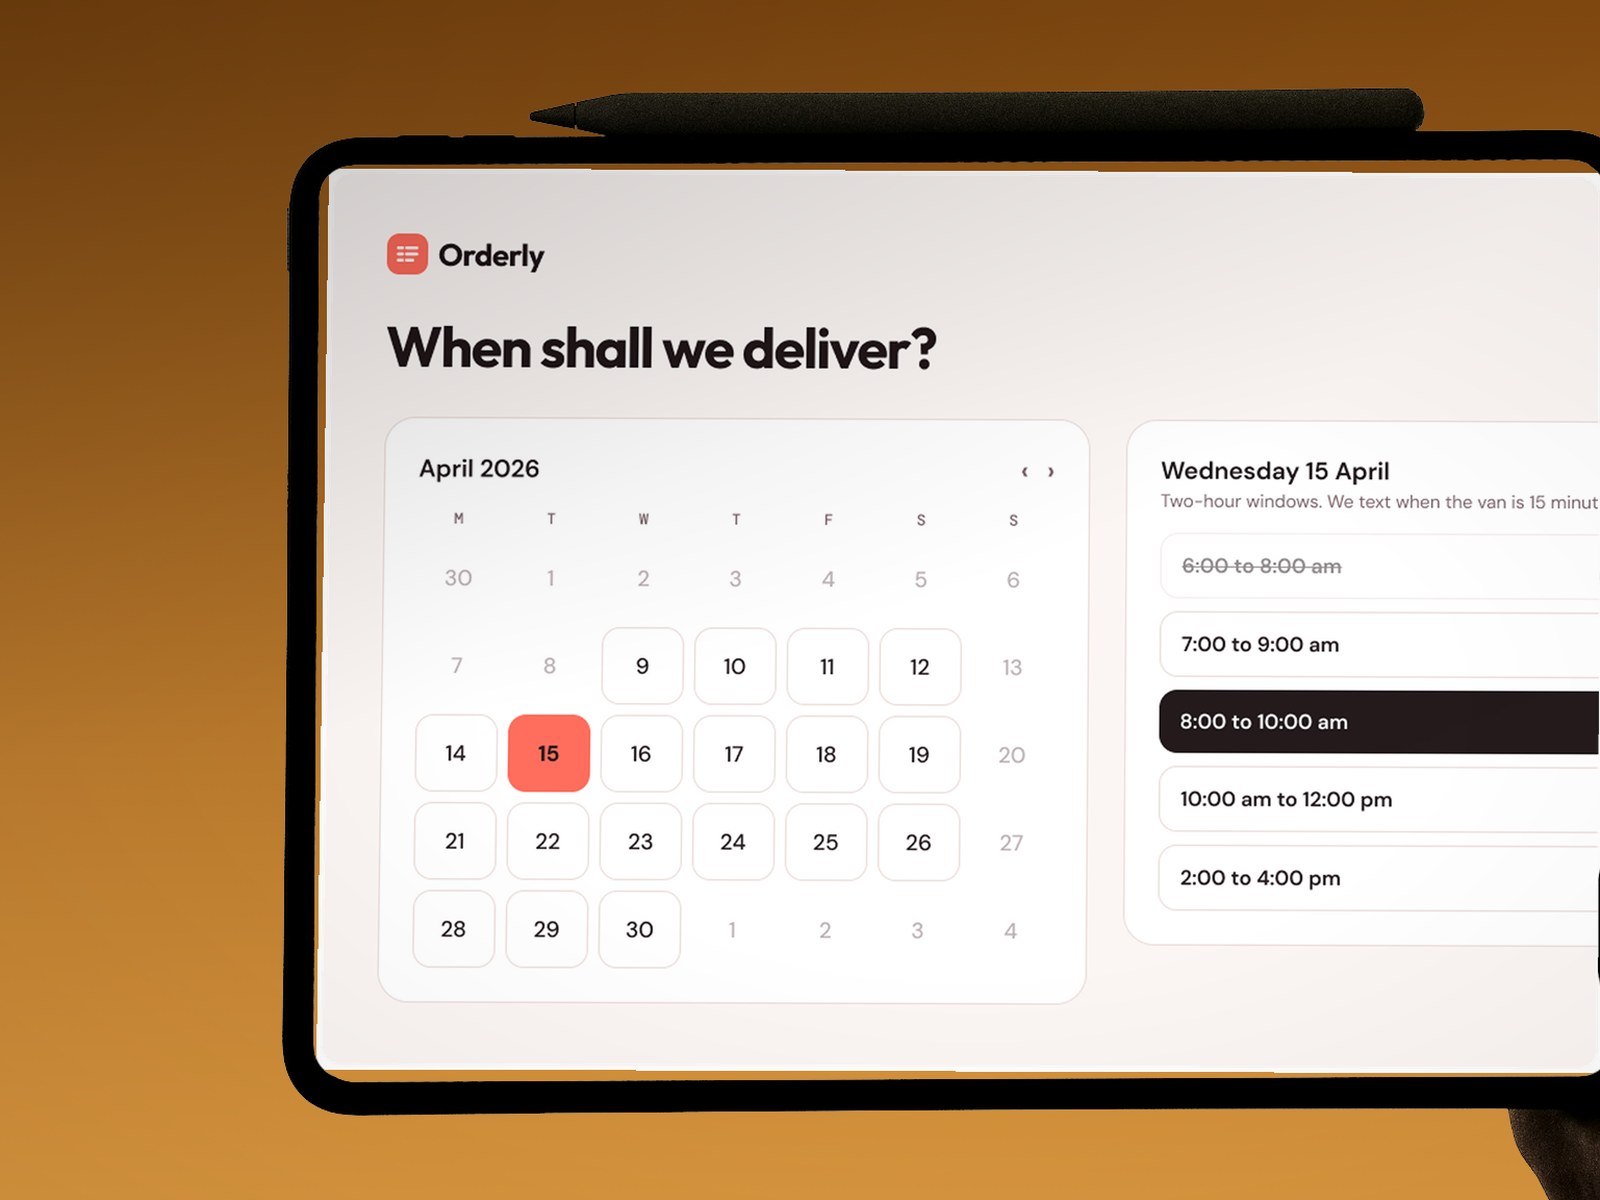 Orderly
When shall we deliver?
April 2026
‹ ›
M T W T F S S
30 1 2 3 4 5 6
7 8 9 10 11 12 13
14 15 16 17 18 19 20
21 22 23 24 25 26 27
28 29 30 1 2 3 4
Wednesday 15 April
Two-hour windows. We text when the van is 15
6:00 to 8:00 am
7:00 to 9:00 am
8:00 to 10:00 am
10:00 am to 12:00 pm
2:00 to 4:00 pm